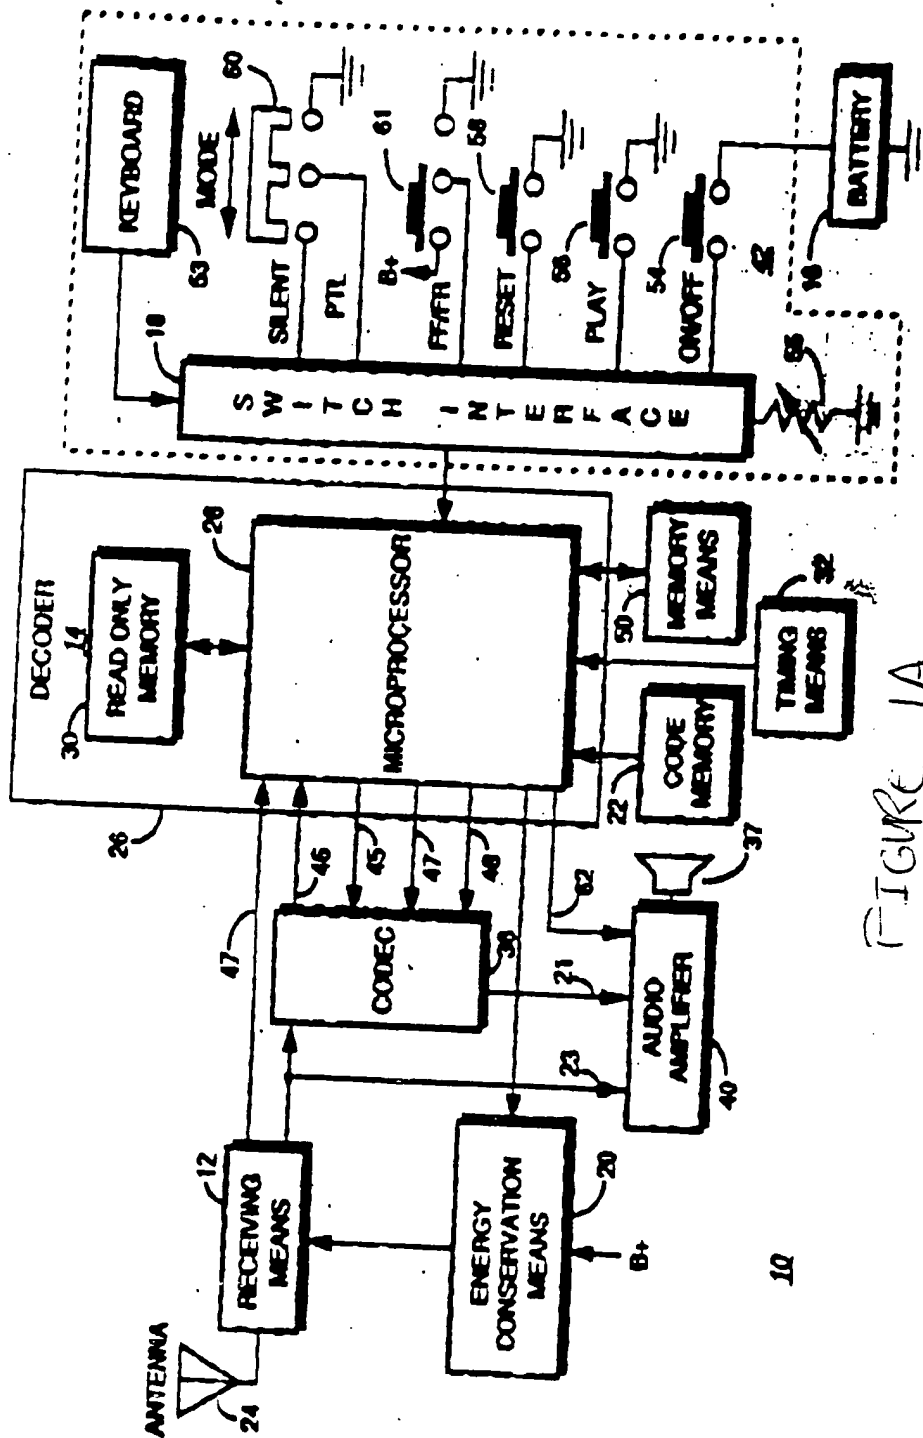 ANTENNA
24
RECEIVING
MEANS
12
ENERGY
CONSERVATION
MEANS
20
B+
10
47
CODEC
38
46
45
47
48
23
21
62
AUDIO
AMPLIFIER
40
37
26
DECODER
14
READ ONLY
MEMORY
30
MICROPROCESSOR
28
CODE
MEMORY
22
MEMORY
MEANS
50
TIMING
MEANS
32
SWITCH INTERFACE
18
KEYBOARD
53
MODE
60
SILENT
PTL
B+
61
FF/FR
58
RESET
56
PLAY
54
ON/OFF
42
BATTERY
16
55
FIGURE 1A